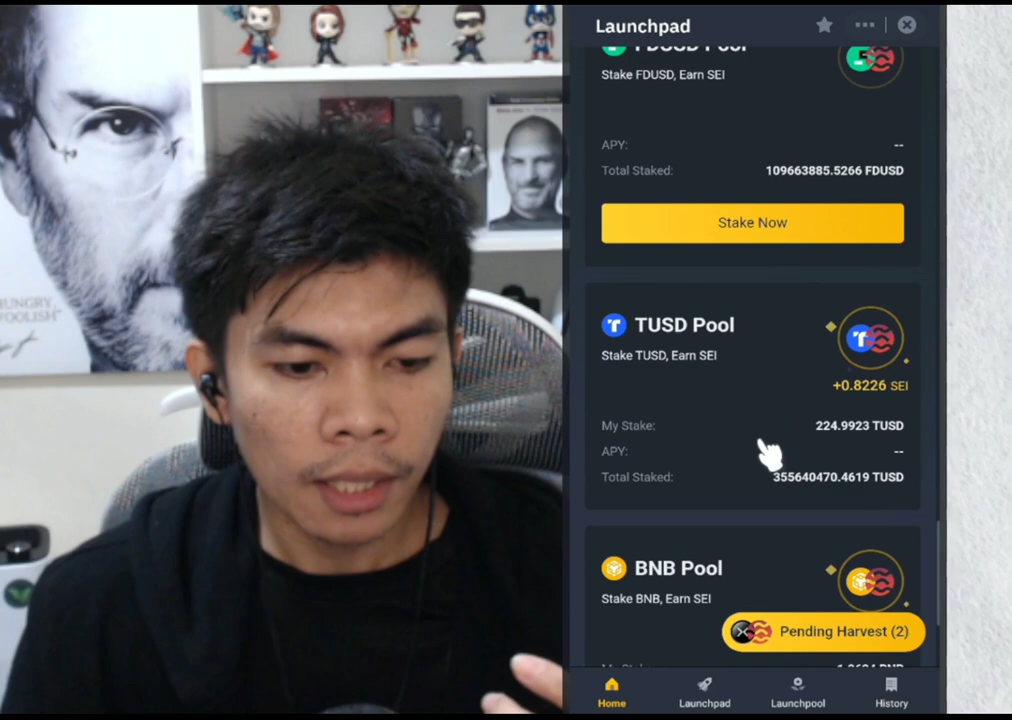 Launchpad
FDUSD Pool
Stake FDUSD, Earn SEI
APY:
--
Total Staked:
109663885.5266 FDUSD
Stake Now
TUSD Pool
Stake TUSD, Earn SEI
+0.8226 SEI
My Stake:
224.9923 TUSD
APY:
--
Total Staked:
355640470.4619 TUSD
BNB Pool
Stake BNB, Earn SEI
Pending Harvest (2)
Home
Launchpad
Launchpool
History